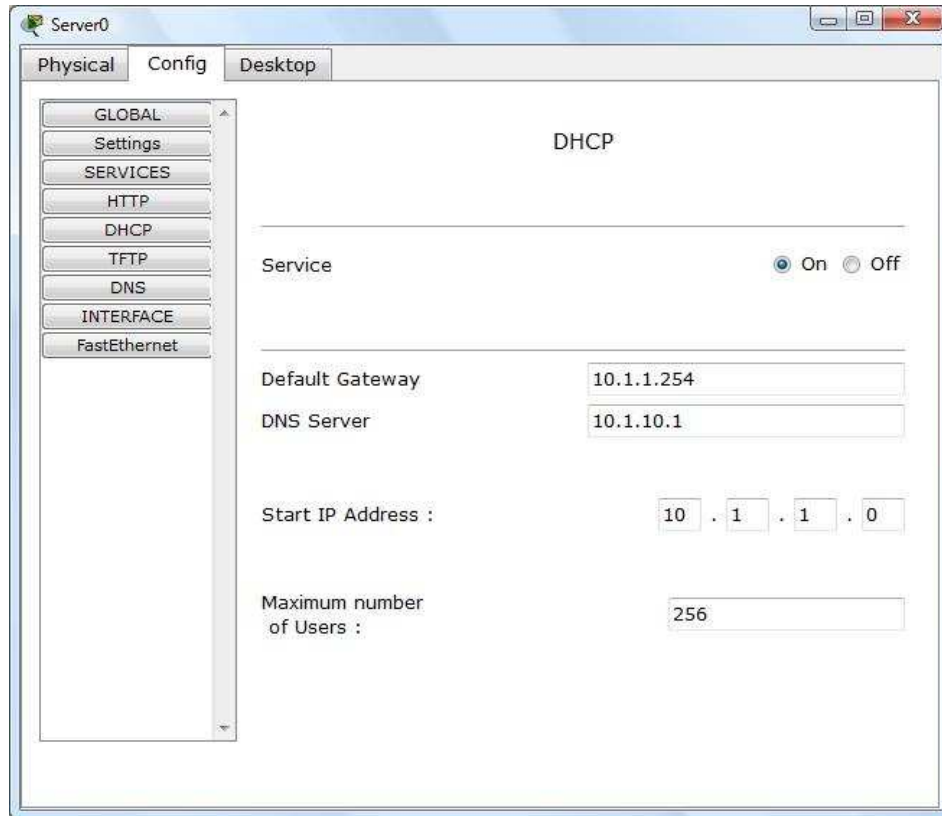 Server0
Physical Config Desktop
GLOBAL
Settings
SERVICES
HTTP
DHCP
TFTP
DNS
INTERFACE
FastEthernet
DHCP
Service On Off
Default Gateway 10.1.1.254
DNS Server 10.1.10.1
Start IP Address : 10 . 1 . 1 . 0
Maximum number
of Users : 256